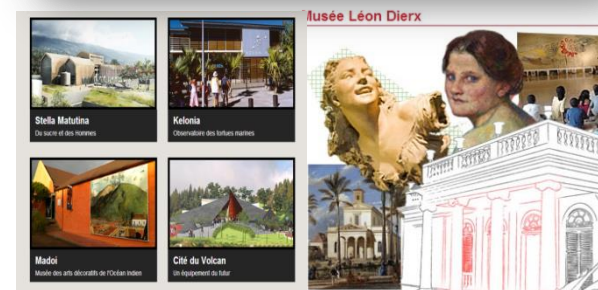 Musée Léon Dierx
Stella Matutina
Du sucre et des Hommes
Kelonia
Observatoire des tortues marines
Madoi
Musée des arts décoratifs de l'Océan Indien
Cité du Volcan
Un équipement du futur